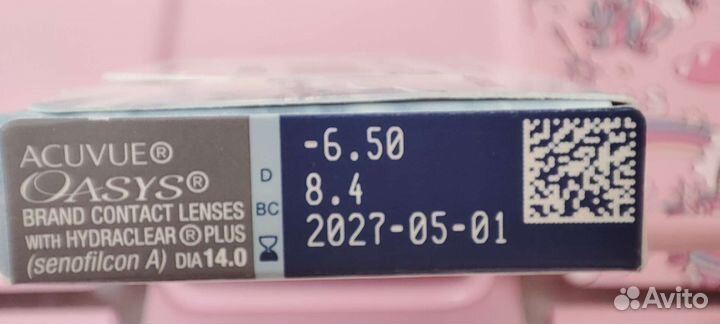 ACUVUE®
OASYS®
BRAND CONTACT LENSES
WITH HYDRACLEAR® PLUS
(senofilcon A) DIA 14.0
D -6.50
BC 8.4
2027-05-01
Avito